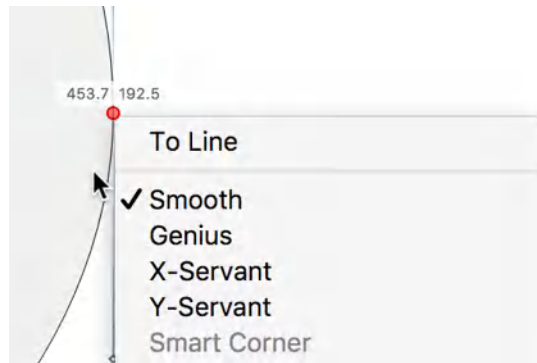 453.7 192.5
To Line
✓ Smooth
Genius
X-Servant
Y-Servant
Smart Corner